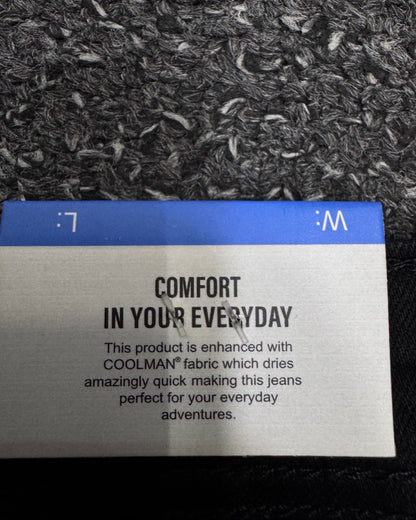 W: L:
COMFORT
IN YOUR EVERYDAY
This product is enhanced with
COOLMAN® fabric which dries
amazingly quick making this jeans
perfect for your everyday
adventures.